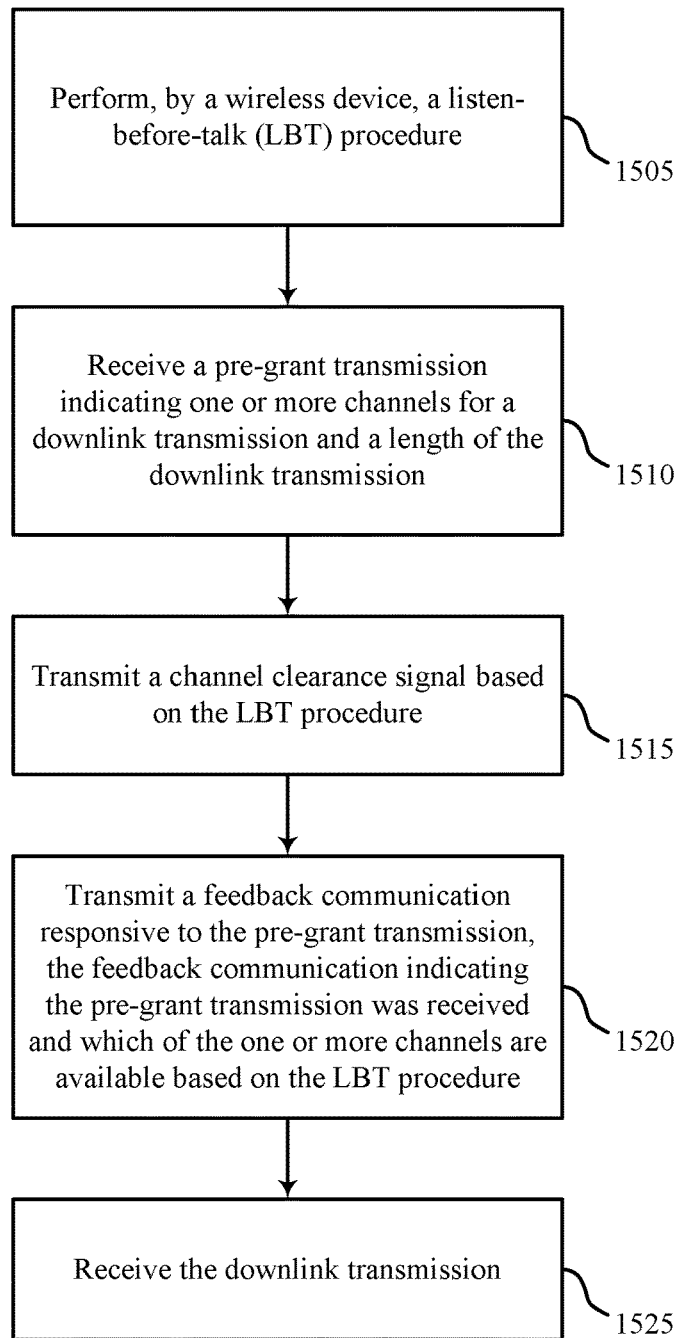 Perform, by a wireless device, a listen-
before-talk (LBT) procedure
1505
Receive a pre-grant transmission
indicating one or more channels for a
downlink transmission and a length of the
downlink transmission
1510
Transmit a channel clearance signal based
on the LBT procedure
1515
Transmit a feedback communication
responsive to the pre-grant transmission,
the feedback communication indicating
the pre-grant transmission was received
and which of the one or more channels are
available based on the LBT procedure
1520
Receive the downlink transmission
1525